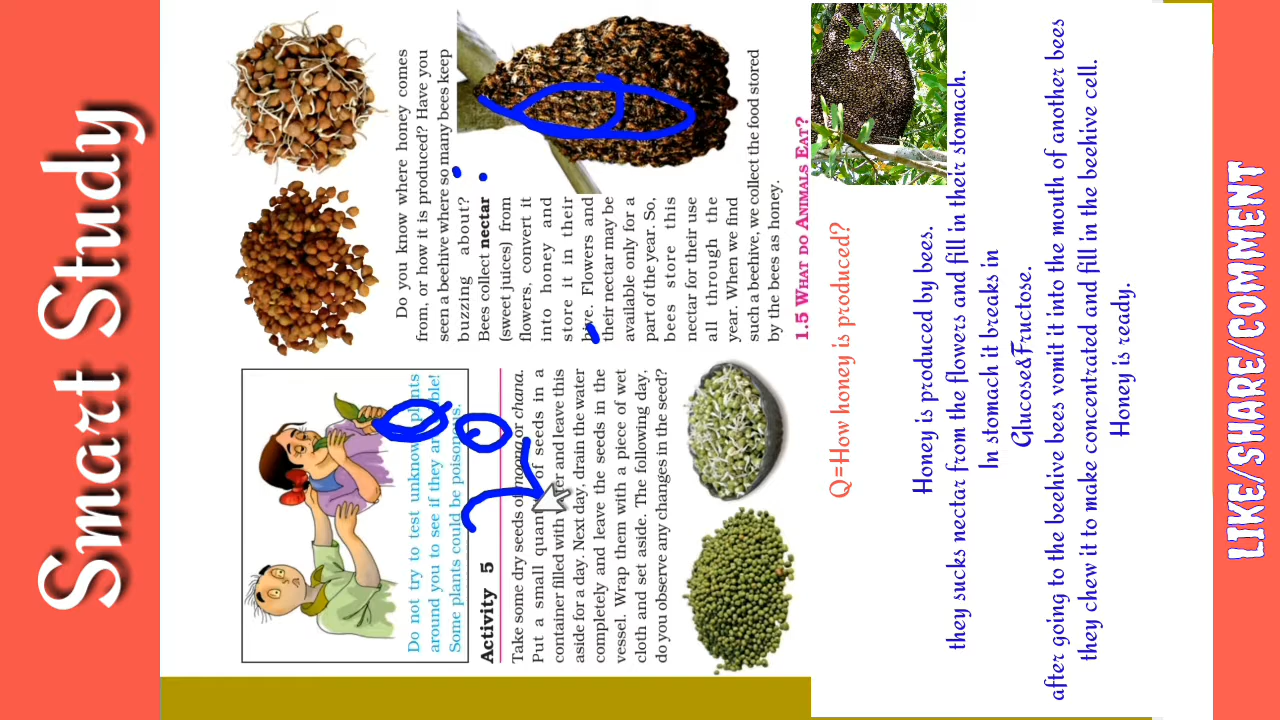 Smart Study
Do not try to test unknown plants
around you to see if they are edible!
Some plants could be poisonous.
Activity 5
Take some dry seeds of moong or chana.
Put a small quantity of seeds in a
container filled with water and leave this
aside for a day. Next day, drain the water
completely and leave the seeds in the
vessel. Wrap them with a piece of wet
cloth and set aside. The following day,
do you observe any changes in the seed?
Do you know where honey comes
from, or how it is produced? Have you
seen a beehive where so many bees keep
buzzing about?
Bees collect nectar
(sweet juices) from
flowers, convert it
into honey and
store it in their
hive. Flowers and
their nectar may be
available only for a
part of the year. So,
bees store this
nectar for their use
all through the
year. When we find
such a beehive, we collect the food stored
by the bees as honey.
1.5 WHAT DO ANIMALS EAT?
Q=How honey is produced?
Honey is produced by bees.
they sucks nectar from the flowers and fill in their stomach.
In stomach it breaks in
Glucose&Fructose.
after going to the beehive bees vomit it into the mouth of another bees
they chew it to make concentrated and fill in the beehive cell.
Honey is ready.
LIKE/SHARE/COMMENT